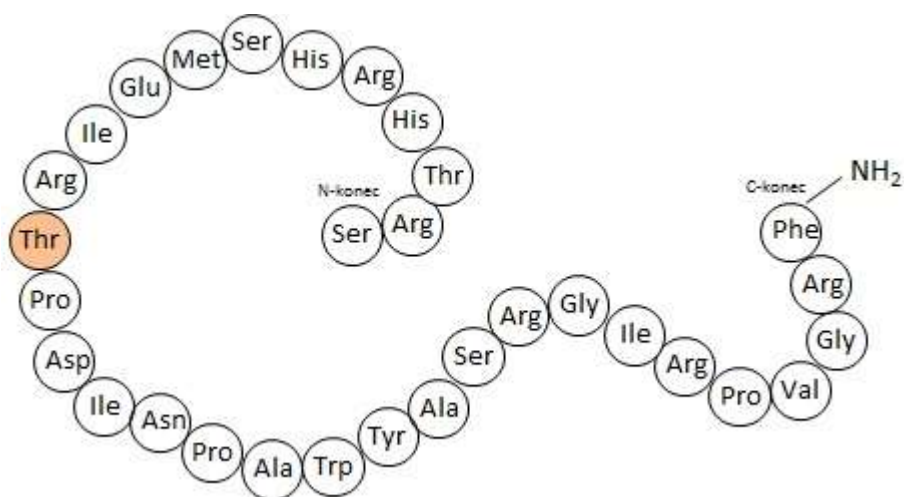 N-konec
Ser
Arg
Thr
His
Arg
His
Ser
Met
Glu
Ile
Arg
Thr
Pro
Asp
Ile
Asn
Pro
Ala
Trp
Tyr
Ala
Ser
Arg
Gly
Ile
Arg
Pro
Val
Gly
Arg
Phe
C-konec
NH₂